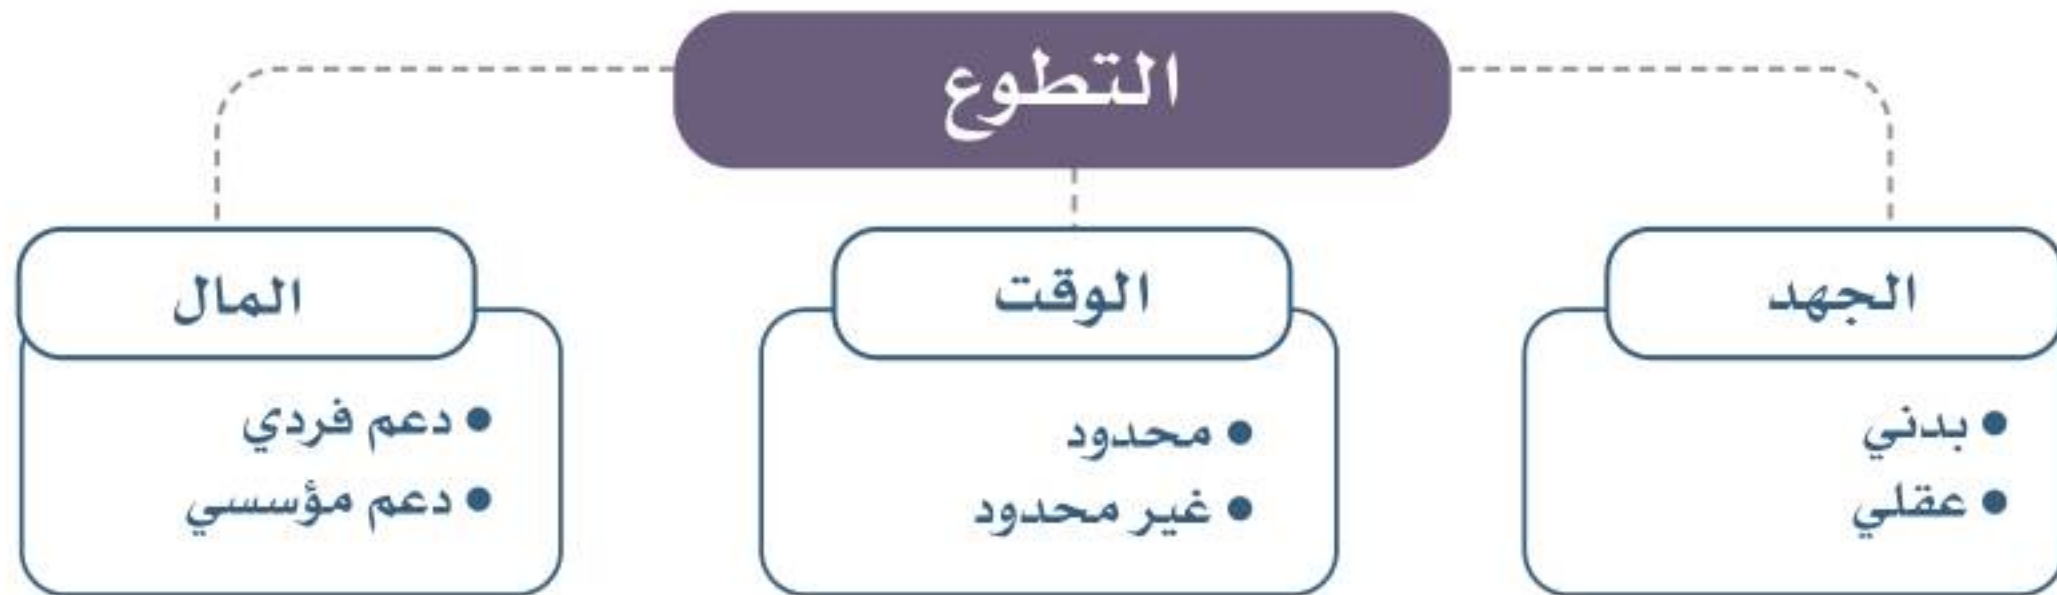 التطوع
الجهد
• بدني
• عقلي
الوقت
• محدود
• غير محدود
المال
• دعم فردي
• دعم مؤسسي